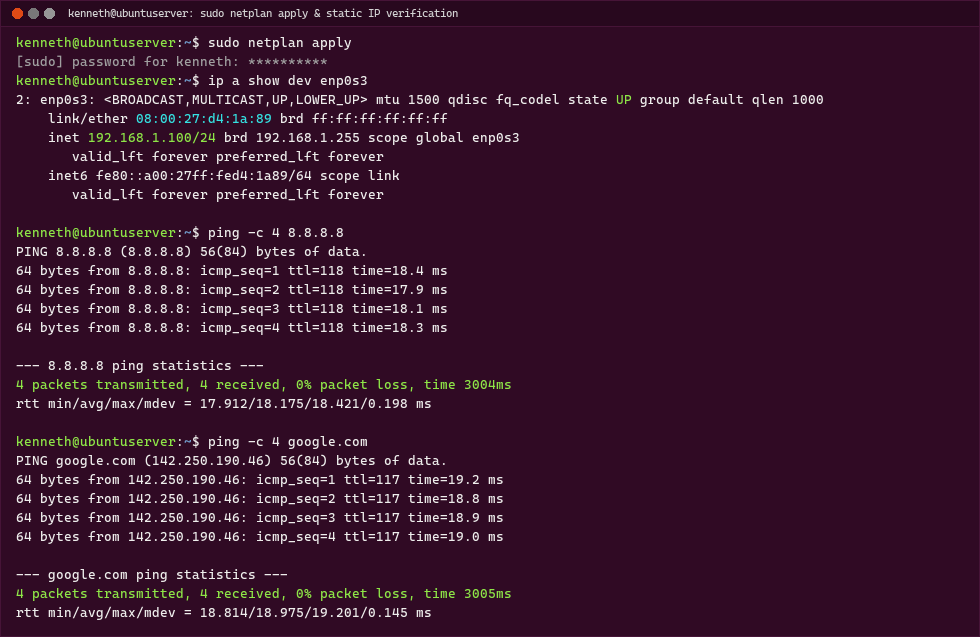 kenneth@ubuntuserver: sudo netplan apply & static IP verification
kenneth@ubuntuserver:~$ sudo netplan apply
[sudo] password for kenneth: **********
kenneth@ubuntuserver:~$ ip a show dev enp0s3
2: enp0s3: <BROADCAST,MULTICAST,UP,LOWER_UP> mtu 1500 qdisc fq_codel state UP group default qlen 1000
    link/ether 08:00:27:d4:1a:89 brd ff:ff:ff:ff:ff:ff
    inet 192.168.1.100/24 brd 192.168.1.255 scope global enp0s3
       valid_lft forever preferred_lft forever
    inet6 fe80::a00:27ff:fed4:1a89/64 scope link
       valid_lft forever preferred_lft forever
kenneth@ubuntuserver:~$ ping -c 4 8.8.8.8
PING 8.8.8.8 (8.8.8.8) 56(84) bytes of data.
64 bytes from 8.8.8.8: icmp_seq=1 ttl=118 time=18.4 ms
64 bytes from 8.8.8.8: icmp_seq=2 ttl=118 time=17.9 ms
64 bytes from 8.8.8.8: icmp_seq=3 ttl=118 time=18.1 ms
64 bytes from 8.8.8.8: icmp_seq=4 ttl=118 time=18.3 ms
--- 8.8.8.8 ping statistics ---
4 packets transmitted, 4 received, 0% packet loss, time 3004ms
rtt min/avg/max/mdev = 17.912/18.175/18.421/0.198 ms
kenneth@ubuntuserver:~$ ping -c 4 google.com
PING google.com (142.250.190.46) 56(84) bytes of data.
64 bytes from 142.250.190.46: icmp_seq=1 ttl=117 time=19.2 ms
64 bytes from 142.250.190.46: icmp_seq=2 ttl=117 time=18.8 ms
64 bytes from 142.250.190.46: icmp_seq=3 ttl=117 time=18.9 ms
64 bytes from 142.250.190.46: icmp_seq=4 ttl=117 time=19.0 ms
--- google.com ping statistics ---
4 packets transmitted, 4 received, 0% packet loss, time 3005ms
rtt min/avg/max/mdev = 18.814/18.975/19.201/0.145 ms